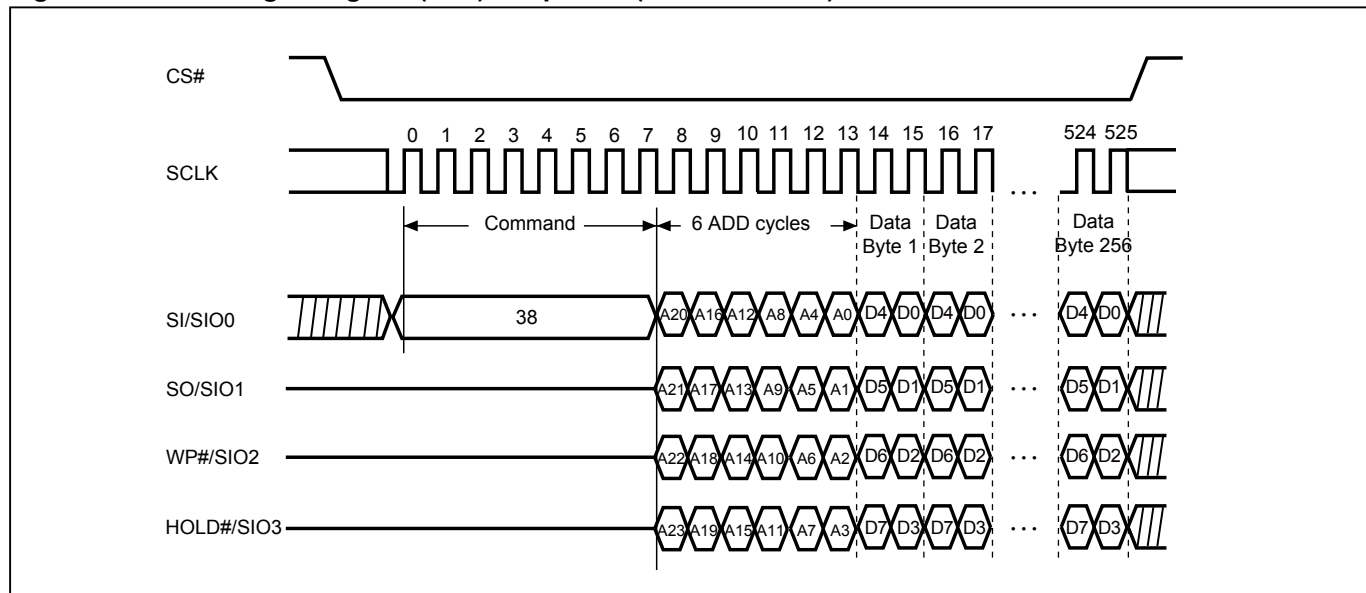 CS#
0 1 2 3 4 5 6 7 8 9 10 11 12 13 14 15 16 17 524 525
SCLK
...
Command 6 ADD cycles Data Data Data
Byte 1 Byte 2 Byte 256
SI/SIO0 38 A20 A16 A12 A8 A4 A0 D4 D0 D4 D0 ... D4 D0
SO/SIO1 A21 A17 A13 A9 A5 A1 D5 D1 D5 D1 ... D5 D1
WP#/SIO2 A22 A18 A14 A10 A6 A2 D6 D2 D6 D2 ... D6 D2
HOLD#/SIO3 A23 A19 A15 A11 A7 A3 D7 D3 D7 D3 ... D7 D3